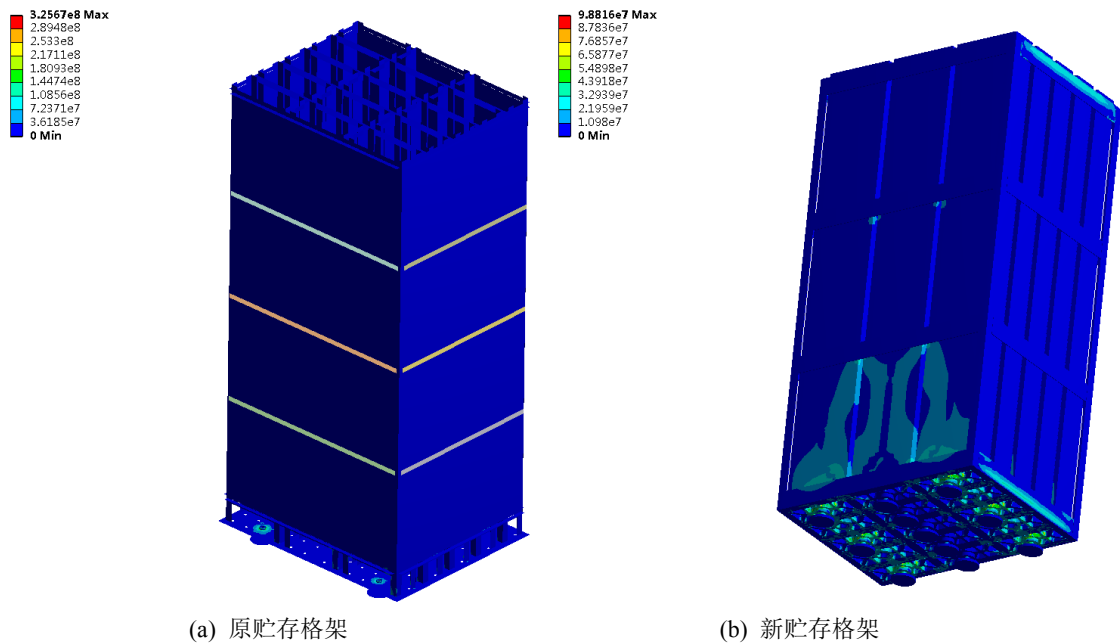 3.2567e8 Max
2.8948e8
2.533e8
2.1711e8
1.8093e8
1.4474e8
1.0856e8
7.2371e7
3.6185e7
0 Min
9.8816e7 Max
8.7836e7
7.6857e7
6.5877e7
5.4898e7
4.3918e7
3.2939e7
2.1959e7
1.098e7
0 Min
(a) 原贮存格架
(b) 新贮存格架